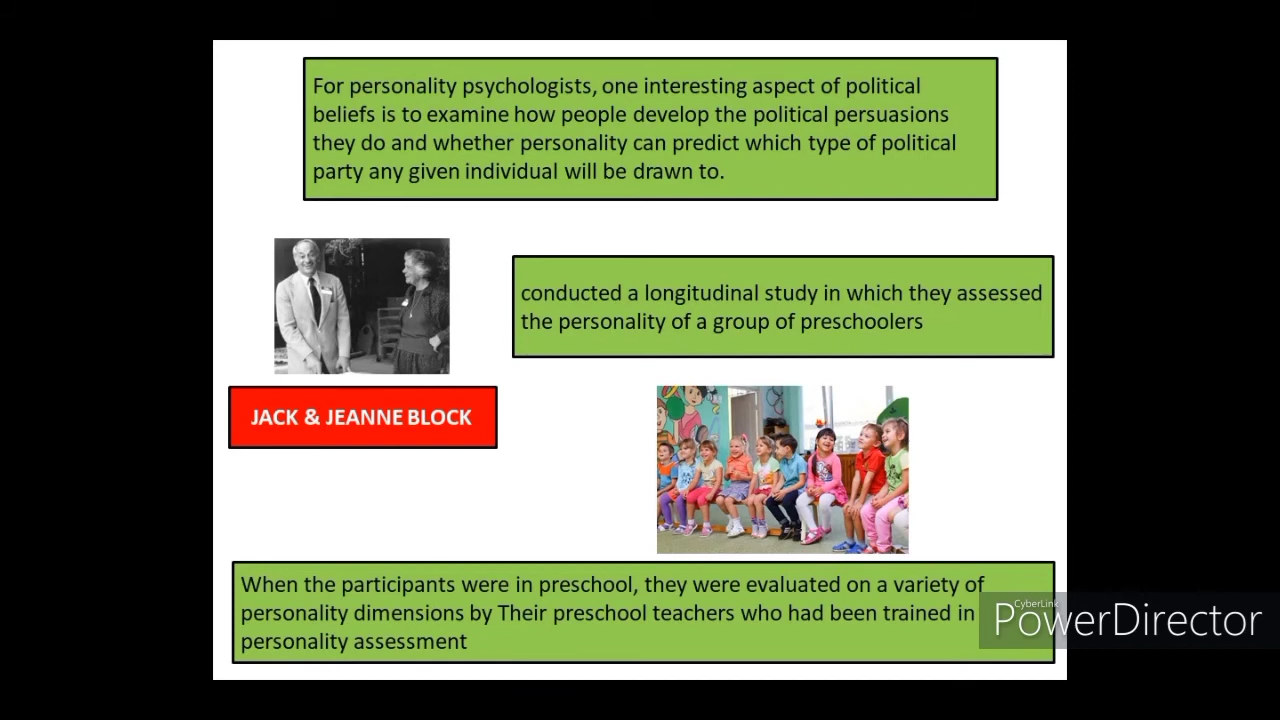 For personality psychologists, one interesting aspect of political
beliefs is to examine how people develop the political persuasions
they do and whether personality can predict which type of political
party any given individual will be drawn to.
conducted a longitudinal study in which they assessed
the personality of a group of preschoolers
JACK & JEANNE BLOCK
When the participants were in preschool, they were evaluated on a variety of
personality dimensions by Their preschool teachers who had been trained in
personality assessment
CyberLink
PowerDirector